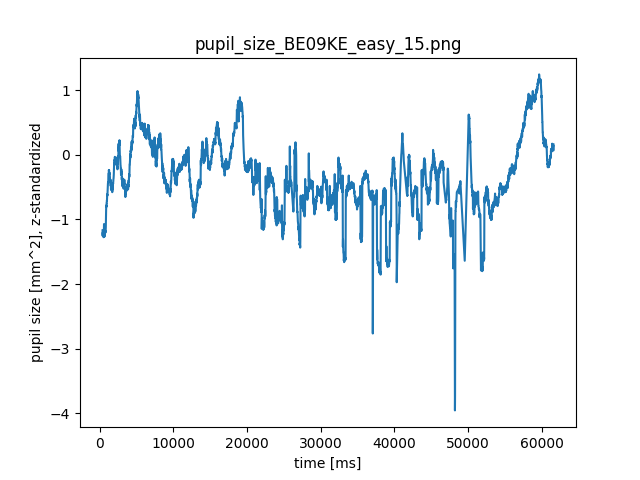 pupil_size_BE09KE_easy_15.png
pupil size [mm^2], z-standardized
1
0
−1
−2
−3
−4
0 10000 20000 30000 40000 50000 60000
time [ms]